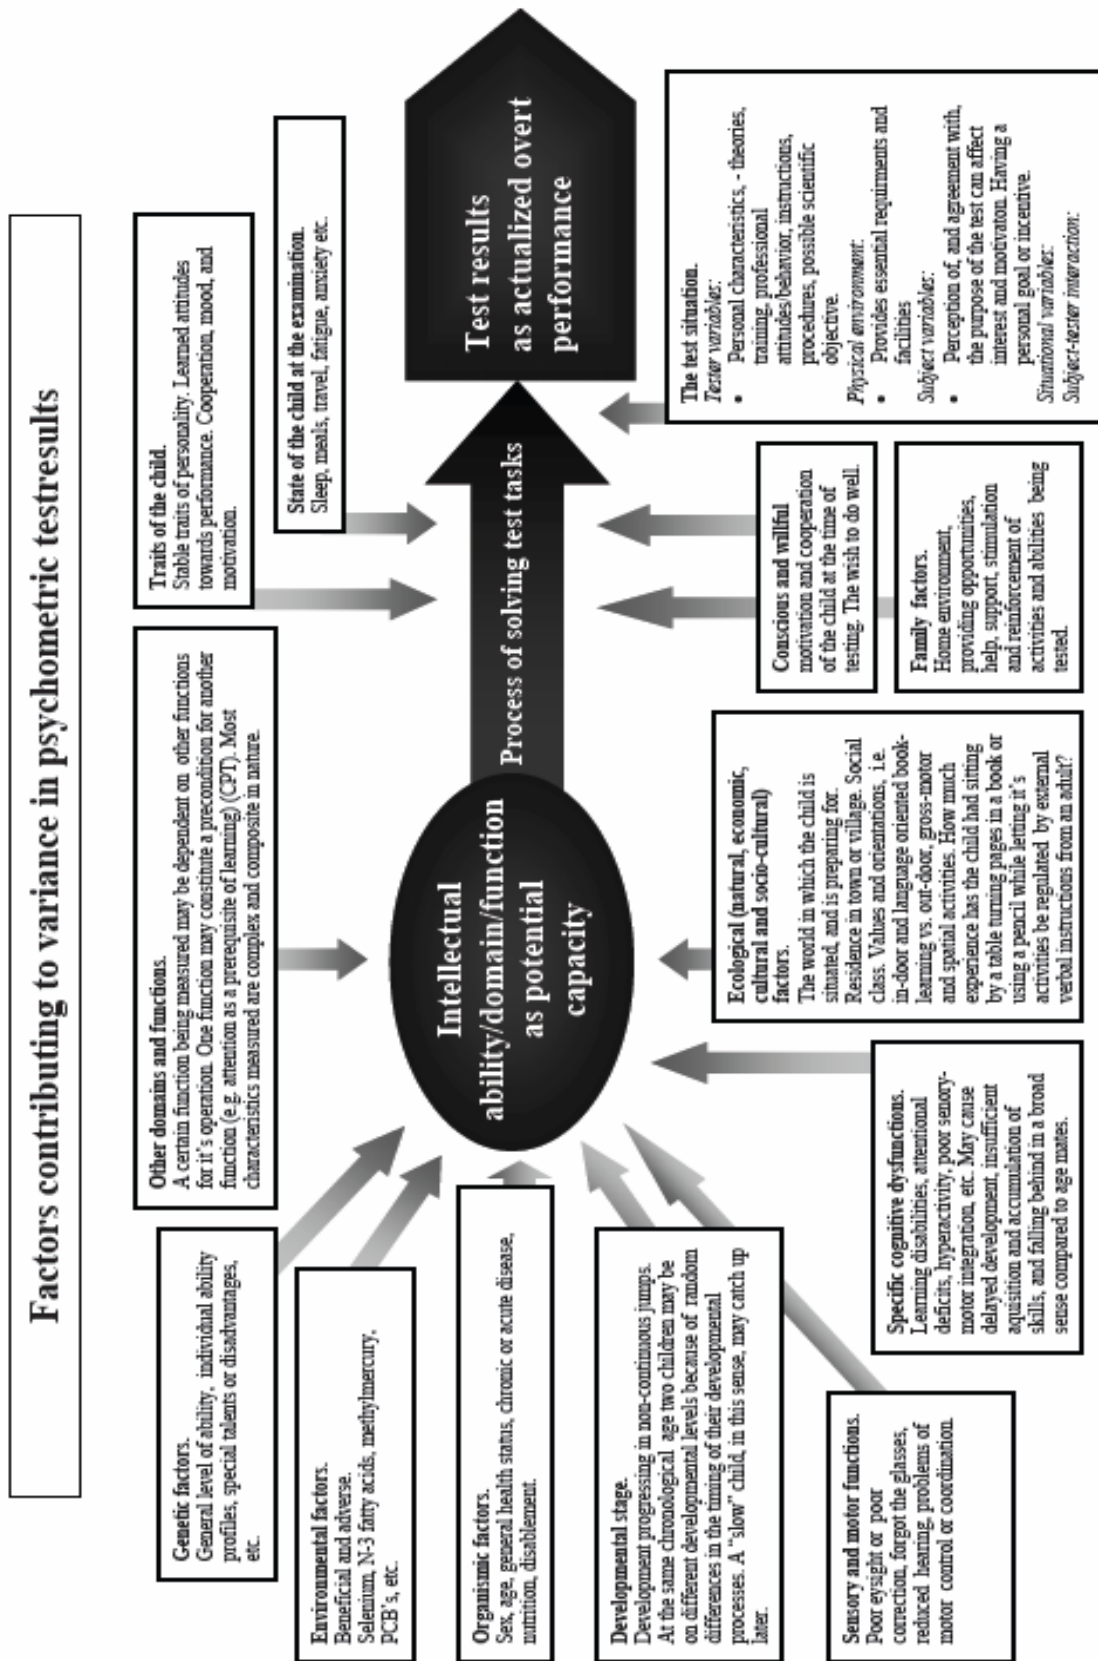 Factors contributing to variance in psychometric testresults
Genetic factors.
General level of ability, individual ability
profiles, special talents or disadvantages,
etc.
Environmental factors.
Beneficial and adverse.
Selenium, N-3 fatty acids, methylmercury,
PCB's, etc.
Organismic factors.
Sex, age, general health status, chronic or acute disease,
nutrition, disablement.
Developmental stage.
Development progressing in non-continuous jumps.
At the same chronological age two children may be
on different developmental levels because of random
differences in the timing of their developmental
processes. A "slow" child, in this sense, may catch up
later.
Sensory and motor functions.
Poor eyesight or poor
correction, forgot the glasses,
reduced hearing, problems of
motor control or coordination.
Other domains and functions.
A certain function being measured may be dependent on other functions
for it's operation. One function may constitute a precondition for another
function (e.g. attention as a prerequisite of learning) (CPT). Most
characteristics measured are complex and composite in nature.
Intellectual
ability/domain/function
as potential
capacity
Specific cognitive dysfunctions.
Learning disabilities, attentional
deficits, hyperactivity, poor senory-
motor integration, etc. May cause
delayed development, insufficient
aquisition and accumulation of
skills, and falling behind in a broad
sense compared to age mates.
Ecological (natural, economic,
cultural and socio-cultural)
factors.
The world in which the child is
situated, and is preparing for.
Residence in town or village. Social
class. Values and orientations, i.e.
in-door and language oriented book-
learning vs. out-door, gross-motor
and spatial activities. How much
experience has the child had sitting
by a table turning pages in a book or
using a pencil while letting it's
activities be regulated by external
verbal instructions from an adult?
Traits of the child.
Stable traits of personality. Learned attitudes
towards performance. Cooperation, mood, and
motivation.
State of the child at the examination.
Sleep, meals, travel, fatigue, anxiety etc.
Process of solving test tasks
Conscious and willful
motivation and cooperation
of the child at the time of
testing. The wish to do well.
Family factors.
Home environment,
providing opportunities,
help, support, stimulation
and reinforcement of
activities and abilities being
tested.
Test results
as actualized overt
performance
The test situation.
Tester variables:
• Personal characteristics, - theories,
training, professional
attitudes/behavior, instructions,
procedures, possible scientific
objective.
Physical environment:
• Provides essential requirments and
facilities
Subject variables:
• Perception of, and agreement with,
the purpose of the test can affect
interest and motivaton. Having a
personal goal or incentive.
Situational variables:
Subject-tester interaction: